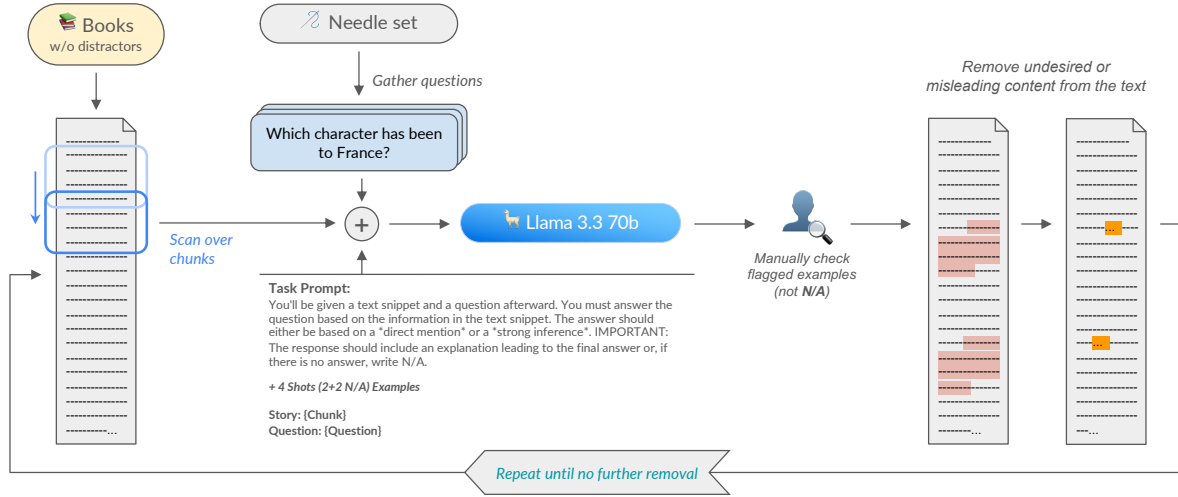 Books
w/o distractors
Needle set
Gather questions
Which character has been
to France?
Scan over
chunks
+
Llama 3.3 70b
Manually check
flagged examples
(not N/A)
Remove undesired or
misleading content from the text
...
...
...
...
...
Task Prompt:
You'll be given a text snippet and a question afterward. You must answer the
question based on the information in the text snippet. The answer should
either be based on a *direct mention* or a *strong inference*. IMPORTANT:
The response should include an explanation leading to the final answer or, if
there is no answer, write N/A.
+ 4 Shots (2+2 N/A) Examples
Story: {Chunk}
Question: {Question}
Repeat until no further removal